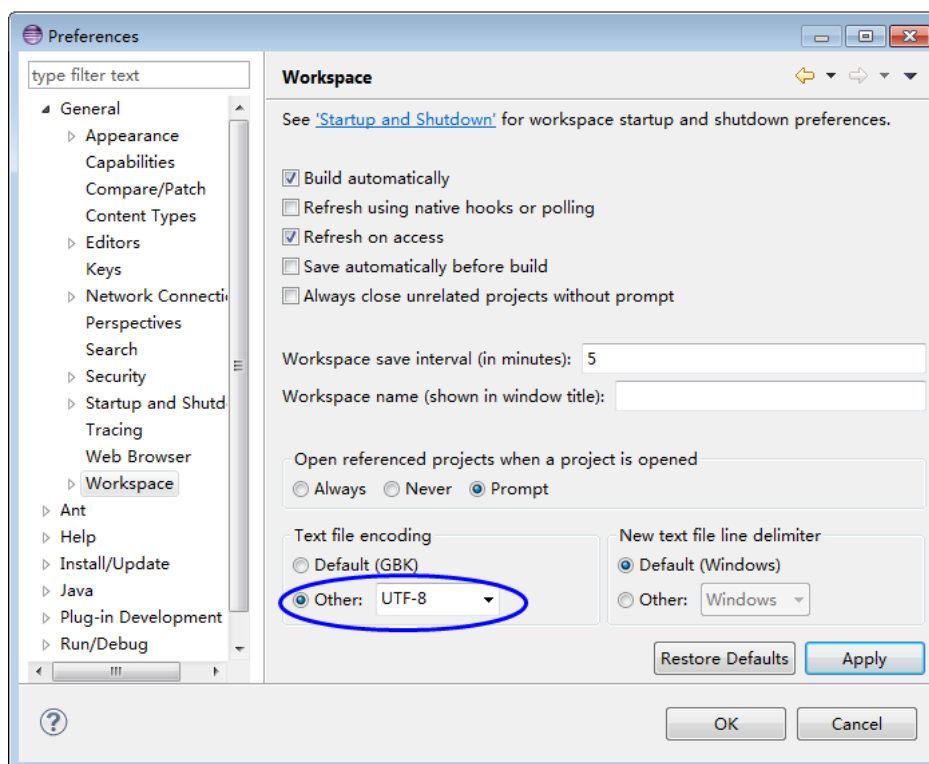 Preferences
type filter text
General
Appearance
Capabilities
Compare/Patch
Content Types
Editors
Keys
Network Connecti
Perspectives
Search
Security
Startup and Shutd
Tracing
Web Browser
Workspace
Ant
Help
Install/Update
Java
Plug-in Development
Run/Debug
Workspace
See 'Startup and Shutdown' for workspace startup and shutdown preferences.
Build automatically
Refresh using native hooks or polling
Refresh on access
Save automatically before build
Always close unrelated projects without prompt
Workspace save interval (in minutes): 5
Workspace name (shown in window title):
Open referenced projects when a project is opened
Always Never Prompt
Text file encoding
Default (GBK)
Other: UTF-8
New text file line delimiter
Default (Windows)
Other: Windows
Restore Defaults Apply
OK Cancel